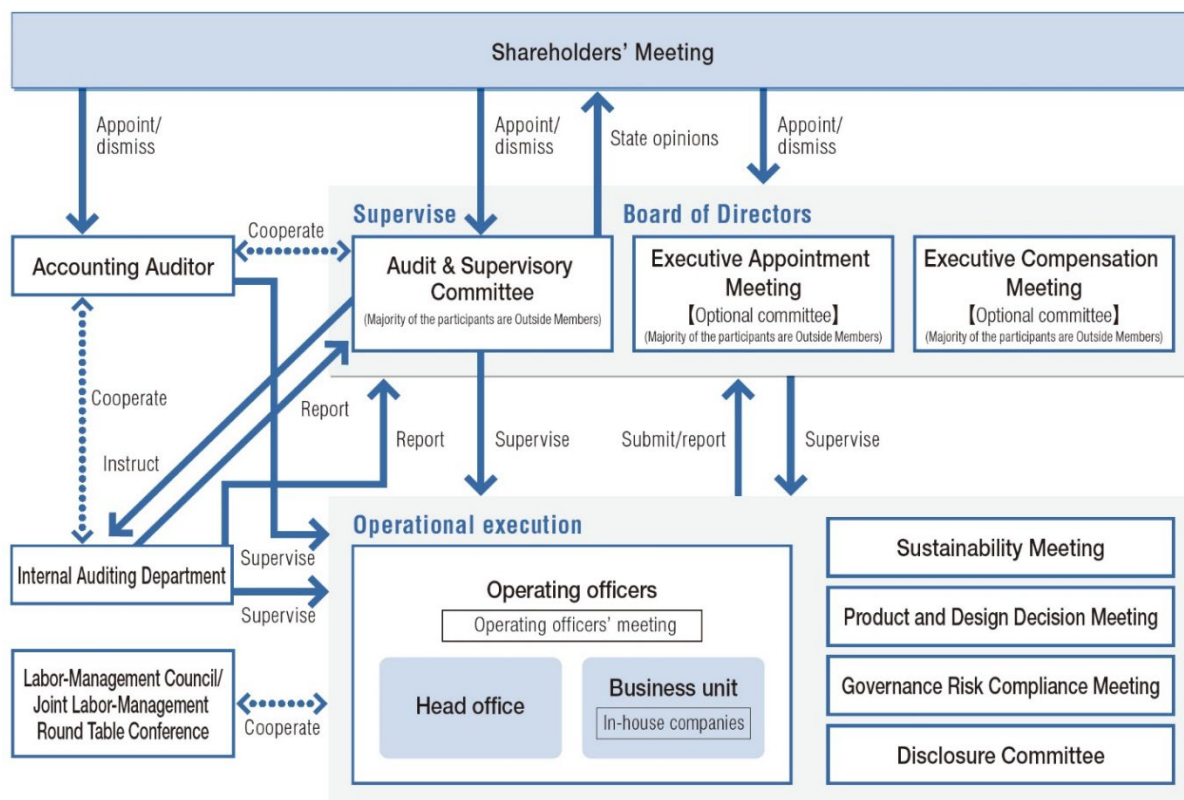 Shareholders' Meeting
Appoint/
dismiss
Appoint/
dismiss
State opinions
Appoint/
dismiss
Supervise
Board of Directors
Cooperate
Accounting Auditor
Audit & Supervisory
Committee
(Majority of the participants are Outside Members)
Executive Appointment
Meeting
【Optional committee】
(Majority of the participants are Outside Members)
Executive Compensation
Meeting
【Optional committee】
(Majority of the participants are Outside Members)
Cooperate
Report
Instruct
Report
Supervise
Submit/report
Supervise
Operational execution
Internal Auditing Department
Supervise
Supervise
Operating officers
Operating officers' meeting
Head office
Business unit
In-house companies
Sustainability Meeting
Product and Design Decision Meeting
Governance Risk Compliance Meeting
Disclosure Committee
Labor-Management Council/
Joint Labor-Management
Round Table Conference
Cooperate